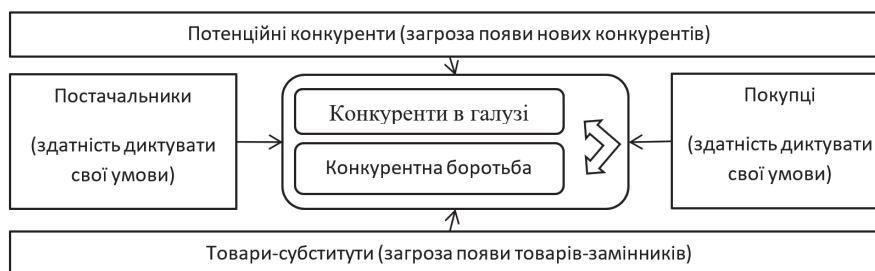 Потенційні конкуренти (загроза появи нових конкурентів)
Постачальники
(здатність диктувати
свої умови)
Конкуренти в галузі
Конкурентна боротьба
Покупці
(здатність диктувати
свої умови)
Товари-субститути (загроза появи товарів-замінників)